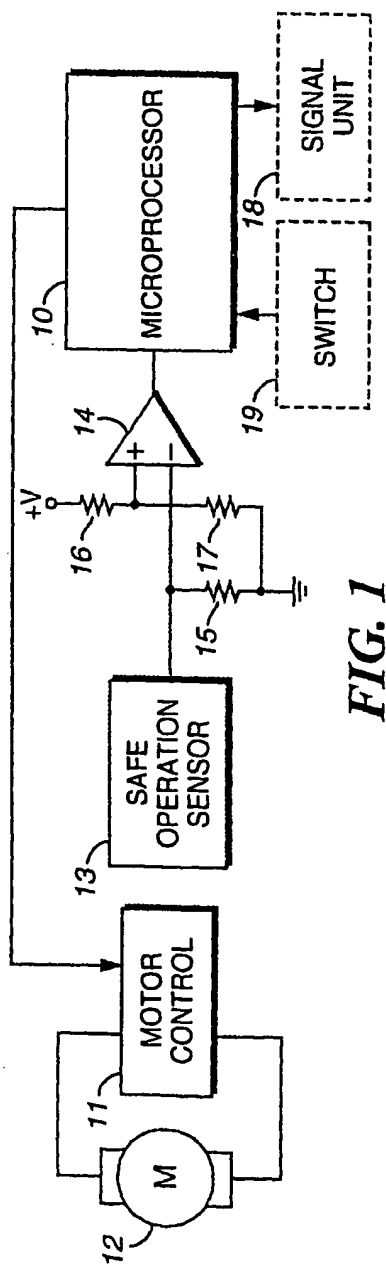 12
M
11
MOTOR
CONTROL
13
SAFE
OPERATION
SENSOR
+V
16
15
17
14
+
−
10
MICROPROCESSOR
19
SWITCH
18
SIGNAL
UNIT
FIG. 1